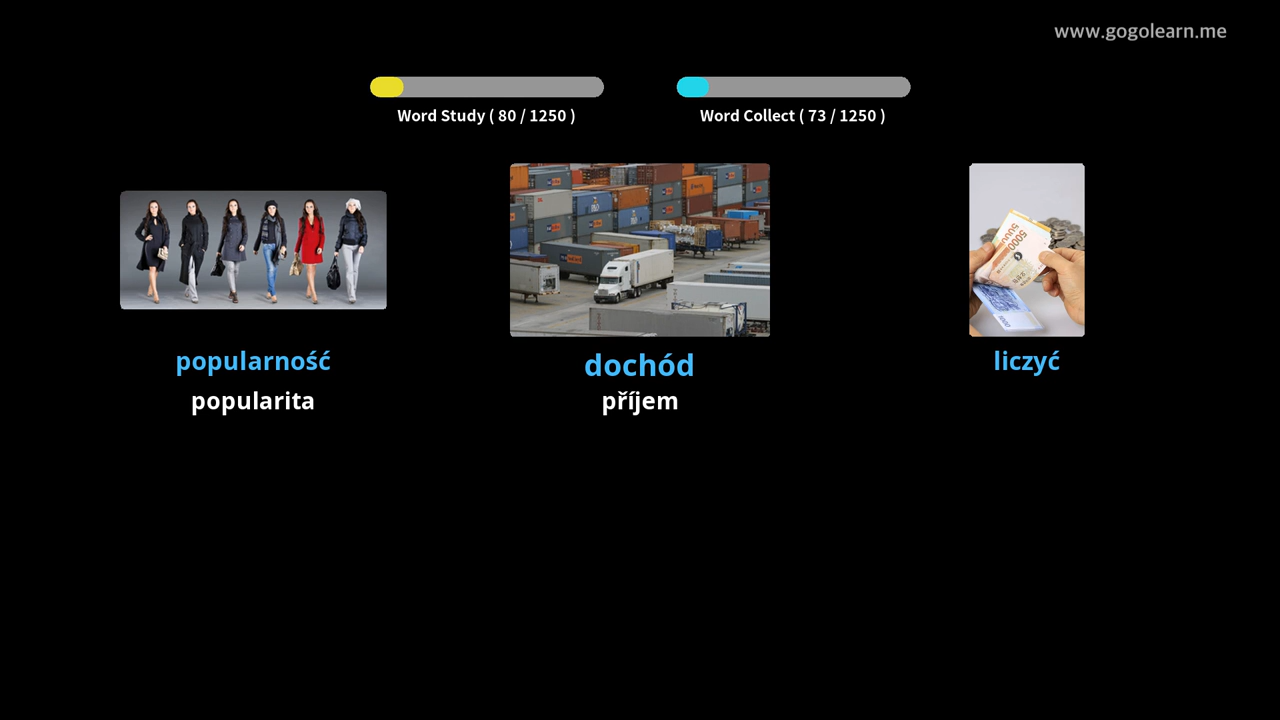 www.gogolearn.me
Word Study ( 80 / 1250 )
Word Collect ( 73 / 1250 )
popularność
dochód
liczyć
popularita
příjem